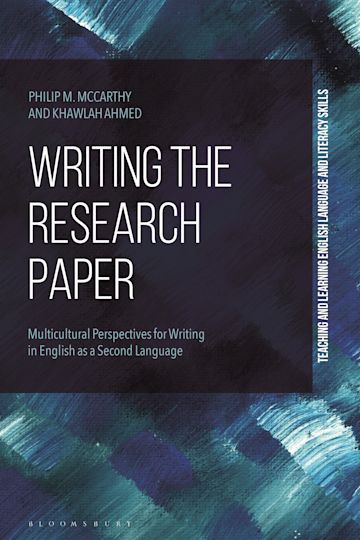 PHILIP M. MCCARTHY
AND KHAWLAH AHMED
WRITING THE
RESEARCH
PAPER
Multicultural Perspectives for Writing
in English as a Second Language
TEACHING AND LEARNING ENGLISH LANGUAGE AND LITERACY SKILLS
BLOOMSBURY